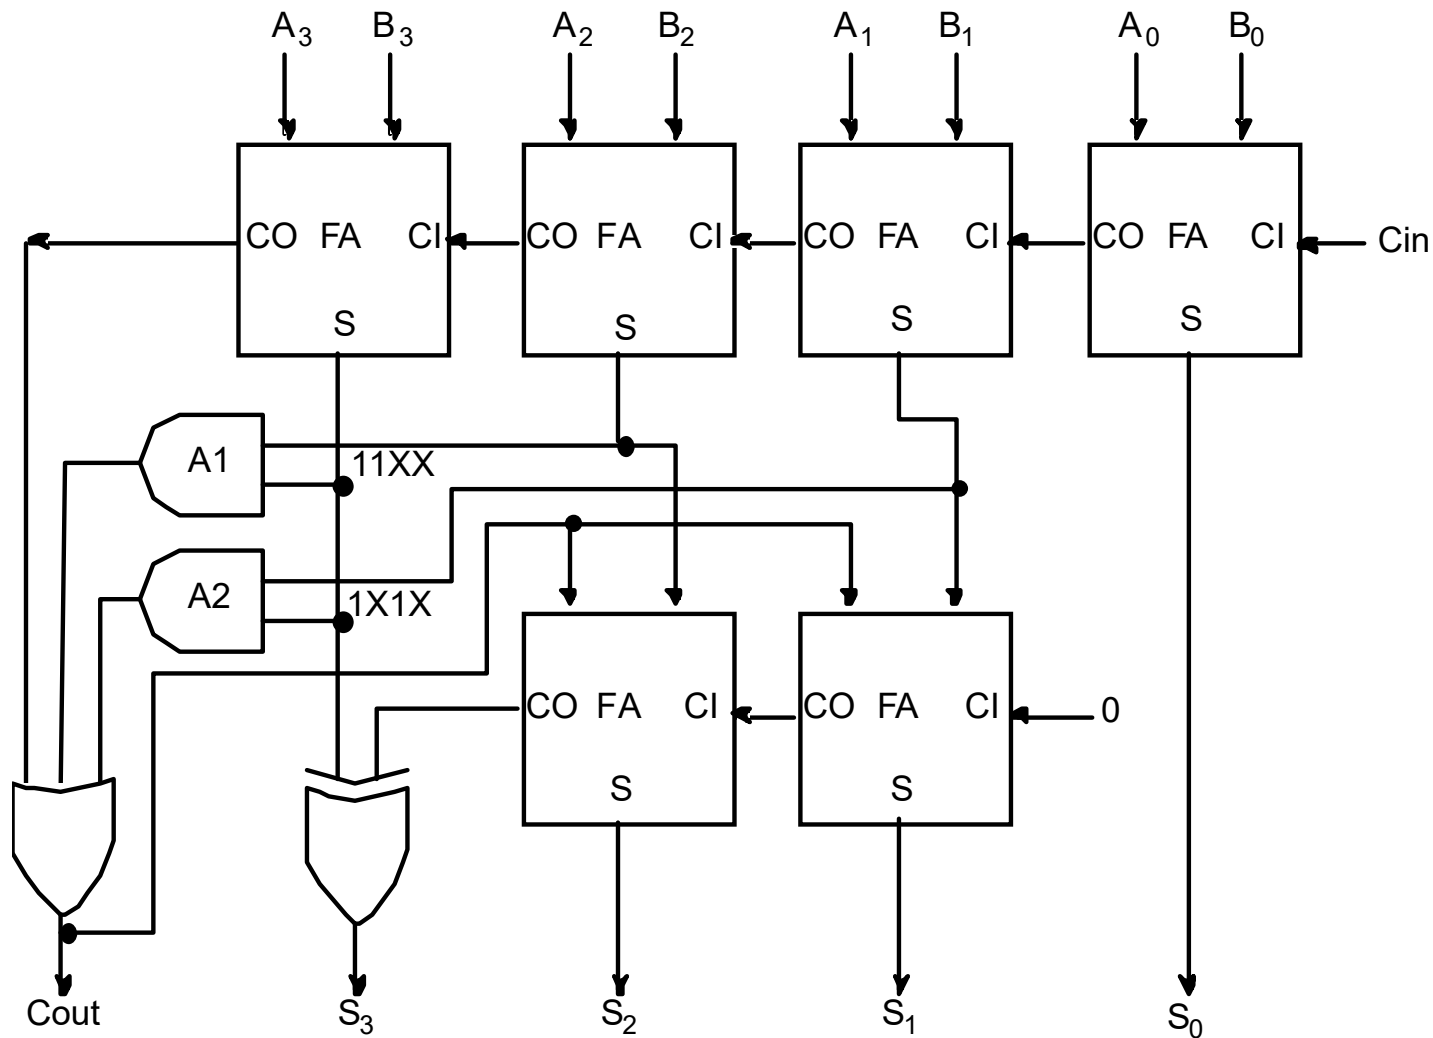 A3 B3 A2 B2 A1 B1 A0 B0
CO FA CI CO FA CI CO FA CI CO FA CI Cin
S S S S
A1 11XX
A2 1X1X
CO FA CI CO FA CI 0
S S
Cout S3 S2 S1 S0